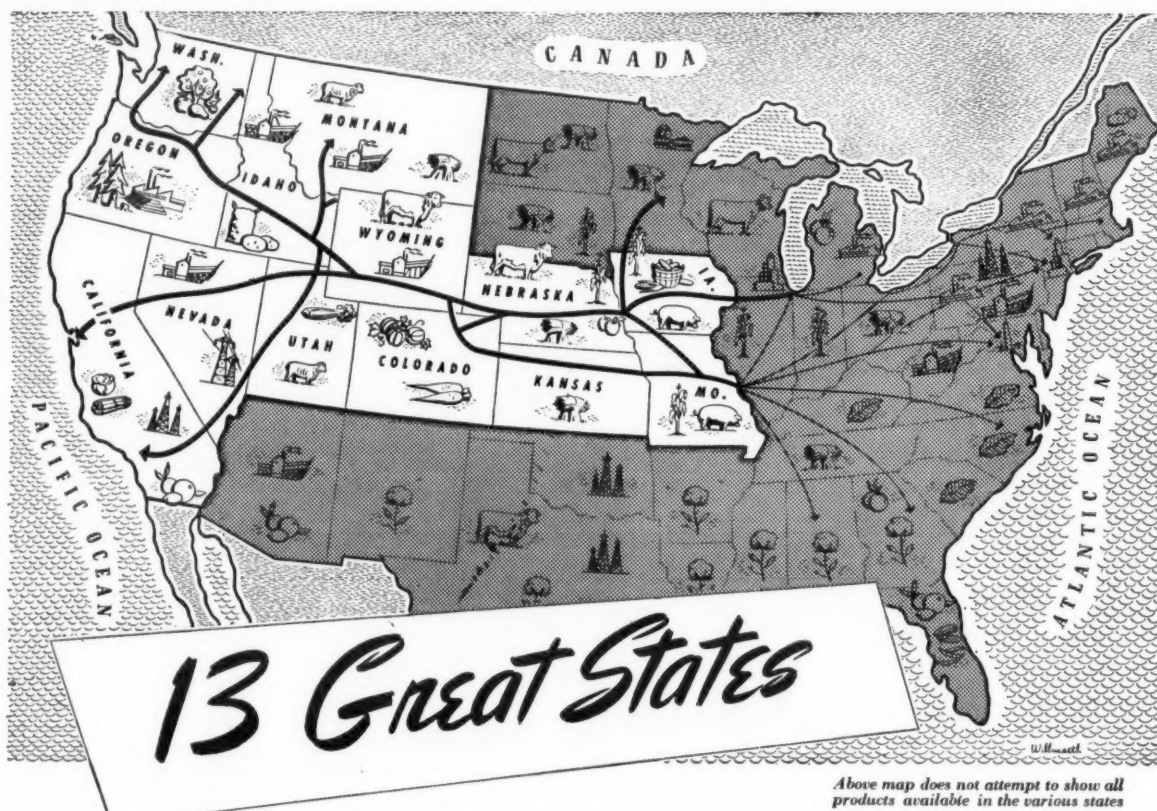 CANADA
WASH.
MONTANA
OREGON
IDAHO
WYOMING
NEBRASKA
IA.
CALIFORNIA
NEVADA
UTAH
COLORADO
KANSAS
MO.
PACIFIC OCEAN
ATLANTIC OCEAN
13 Great States
Willmarth
Above map does not attempt to show all
products available in the various states